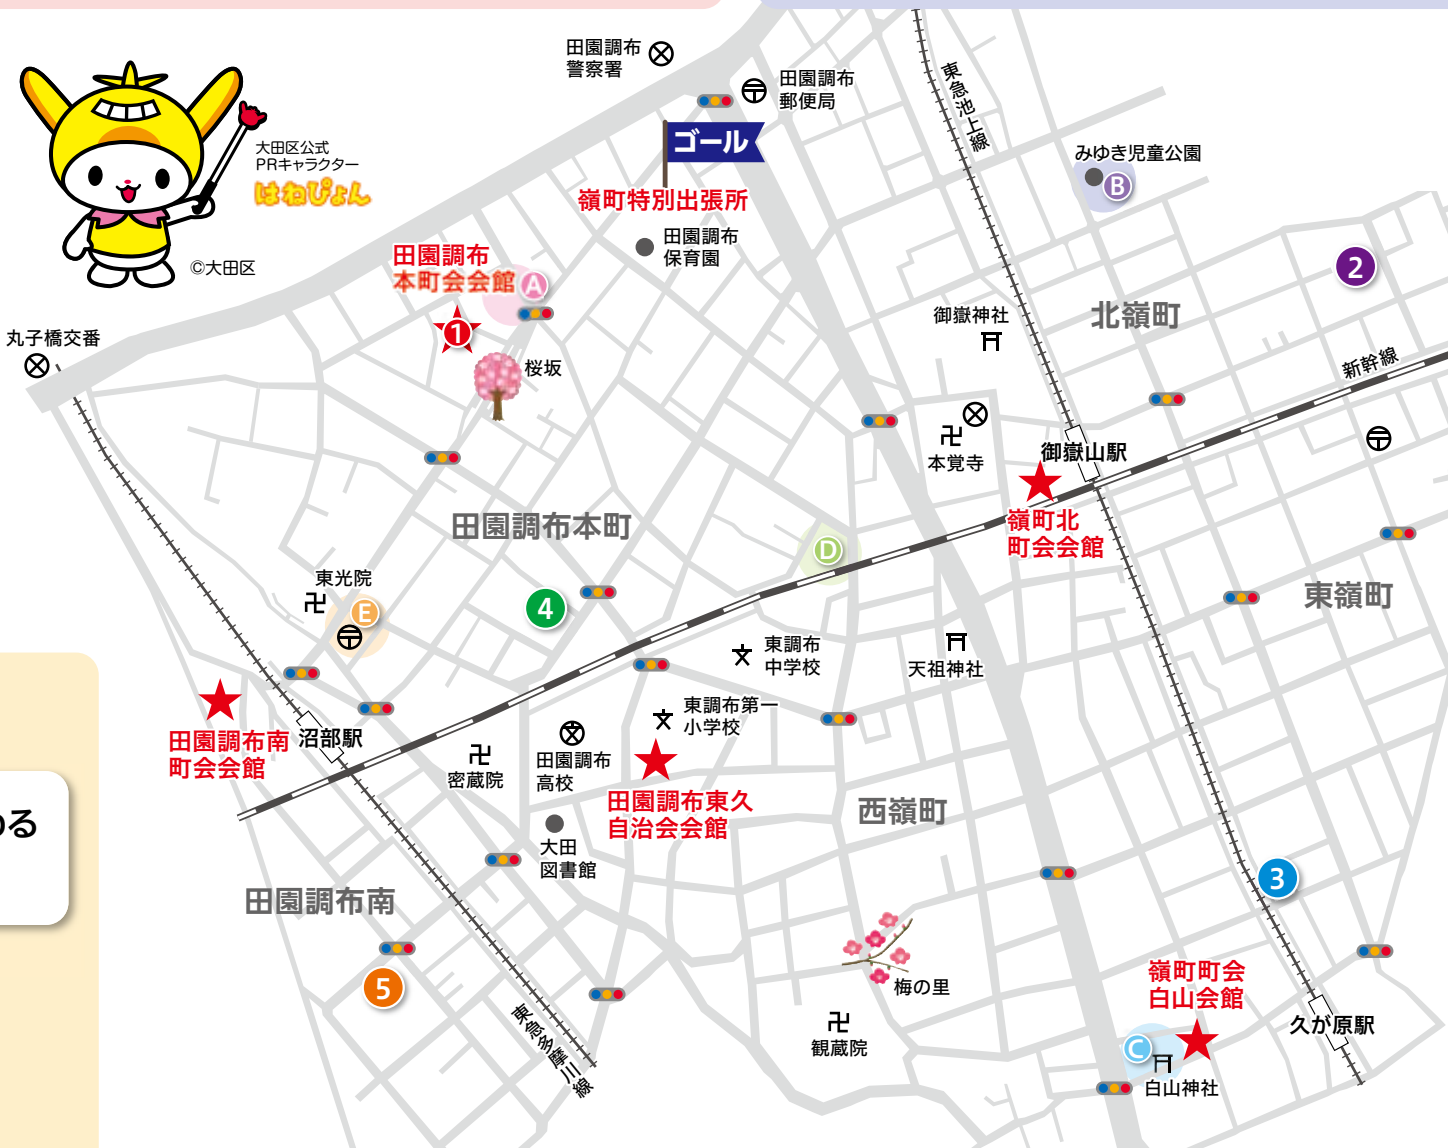 田園調布
警察署
田園調布
郵便局
東急池上線
ゴール
嶺町特別出張所
田園調布
保育園
みゆき児童公園
B
大田区公式
PRキャラクター
はねぴょん
©大田区
田園調布
本町会会館
A
1
桜坂
丸子橋交番
2
北嶺町
御嶽神社
新幹線
本覚寺
御嶽山駅
嶺町北
町会会館
田園調布本町
D
東嶺町
東光院
E
4
東調布
中学校
天祖神社
東調布第一
小学校
田園調布南
町会会館
沼部駅
密蔵院
田園調布
高校
田園調布東久
自治会会館
西嶺町
める
大田
図書館
田園調布南
3
5
梅の里
嶺町町会
白山会館
久が原駅
東急多摩川線
観蔵院
C
白山神社